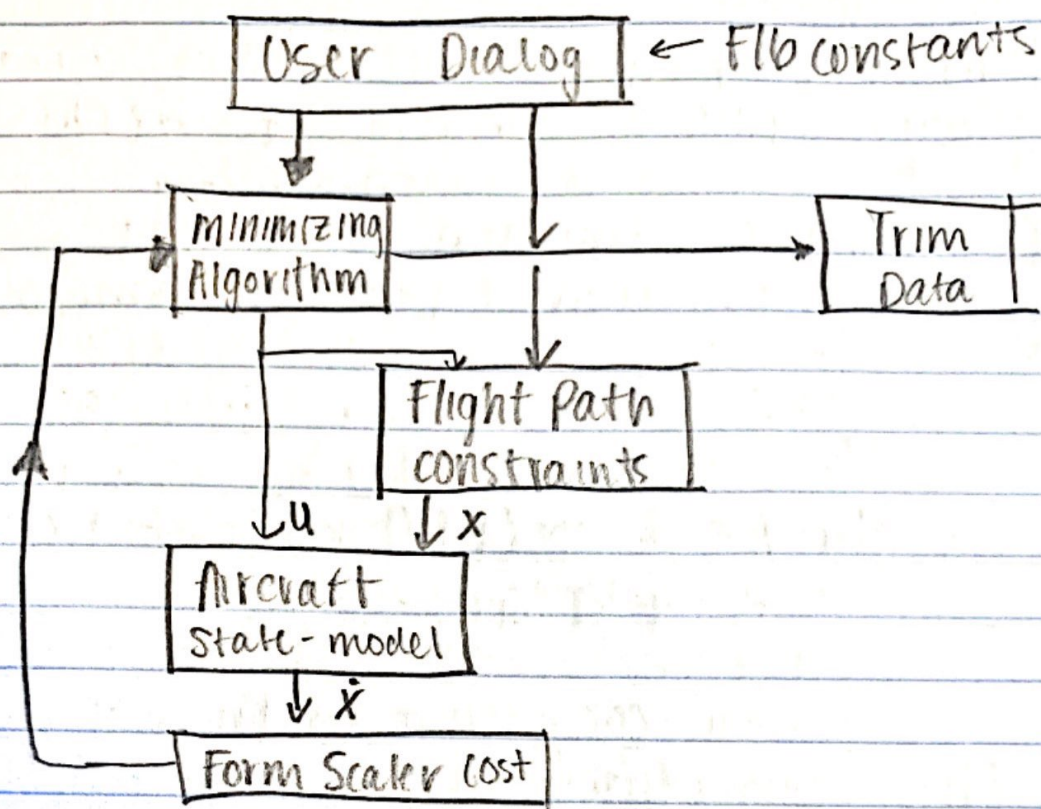 User Dialog ← F16 constants
minimizing
Algorithm
Trim
Data
Flight Path
constraints
u
x
Aircraft
state-model
ẋ
Form Scaler cost